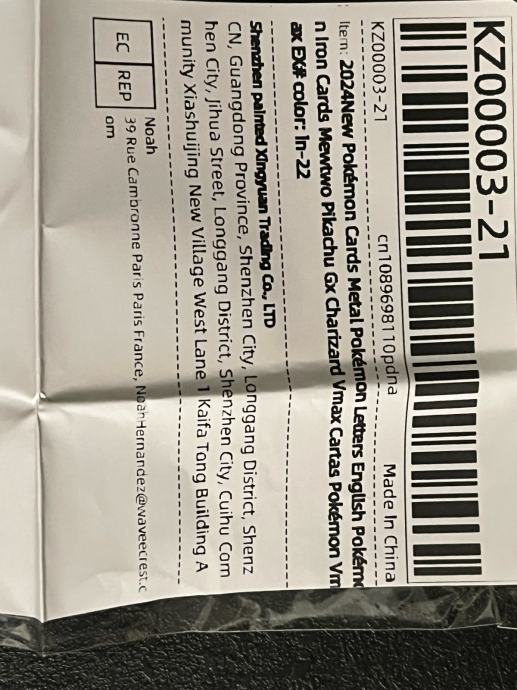 KZ00003-21
KZ00003-21 cn1089698110pdna Made In China
Item: 2024New Pokémon Cards Metal Pokémon Letters English Pokémo
n Iron Cards Mewtwo Pikachu Gx Charizard Vmax Cartas Pokémon Vm
ax EX# color: ln-22
Shenzhen painted Xingyuan Trading Co., LTD
CN, Guangdong Province, Shenzhen City, Longgang District, Shenz
hen City, Jihua Street, Longgang District, Shenzhen City, Cuihu Com
munity Xiashuijing New Village West Lane 1 Kaifa Tong Building A
EC REP
Noah
39 Rue Cambronne Paris Paris France, NoahHernandez@waveecrest.c
om